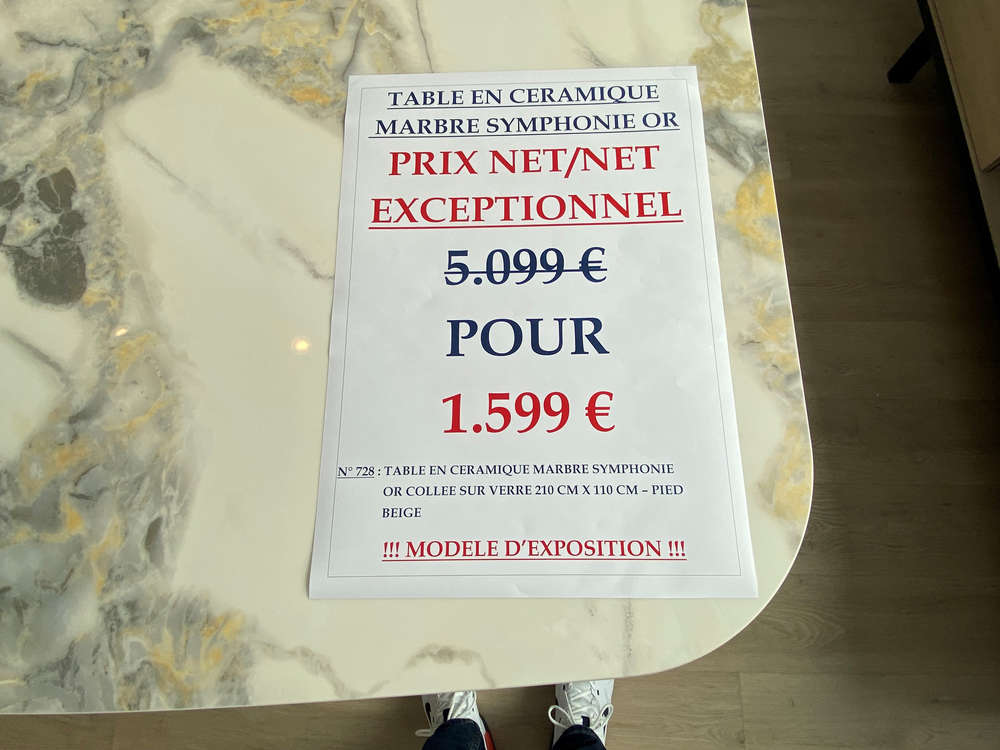 TABLE EN CERAMIQUE
MARBRE SYMPHONIE OR
PRIX NET/NET
EXCEPTIONNEL
5.099 €
POUR
1.599 €
N° 728 : TABLE EN CERAMIQUE MARBRE SYMPHONIE
OR COLLEE SUR VERRE 210 CM X 110 CM – PIED
BEIGE
!!! MODELE D’EXPOSITION !!!